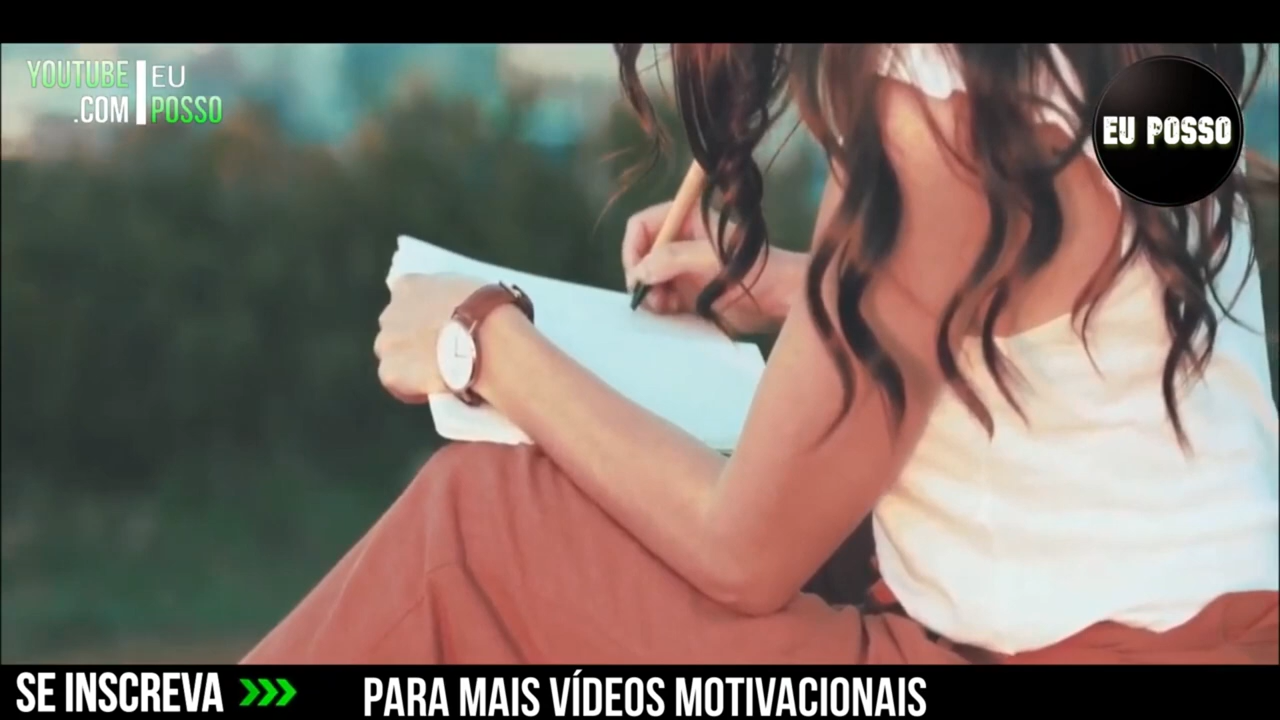 YOUTUBE EU
.COM POSSO
EU POSSO
SE INSCREVA >>> PARA MAIS VÍDEOS MOTIVACIONAIS